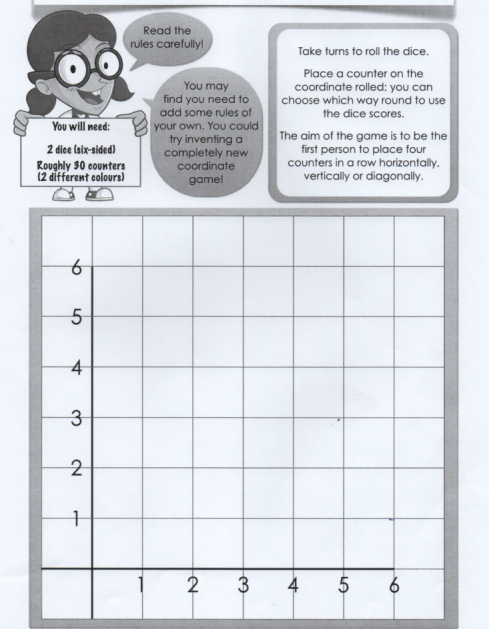 Read the
rules carefully!
You may
find you need to
add some rules of
your own. You could
try inventing a
completely new
coordinate
game!
You will need:
2 dice (six-sided)
Roughly 30 counters
(2 different colours)
Take turns to roll the dice.
Place a counter on the
coordinate rolled; you can
choose which way round to use
the dice scores.
The aim of the game is to be the
first person to place four
counters in a row horizontally,
vertically or diagonally.
6
5
4
3
2
1
1 2 3 4 5 6